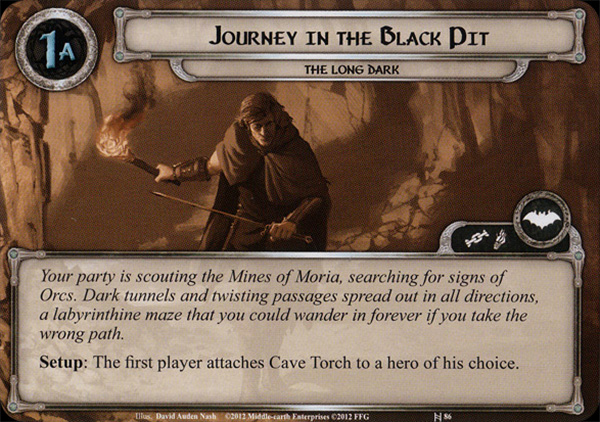 1A
JOURNEY IN THE BLACK PIT
THE LONG DARK
Your party is scouting the Mines of Moria, searching for signs of
Orcs. Dark tunnels and twisting passages spread out in all directions,
a labyrinthine maze that you could wander in forever if you take the
wrong path.
Setup: The first player attaches Cave Torch to a hero of his choice.
Illus. David Auden Nash ©2012 Middle-earth Enterprises ©2012 FFG 86